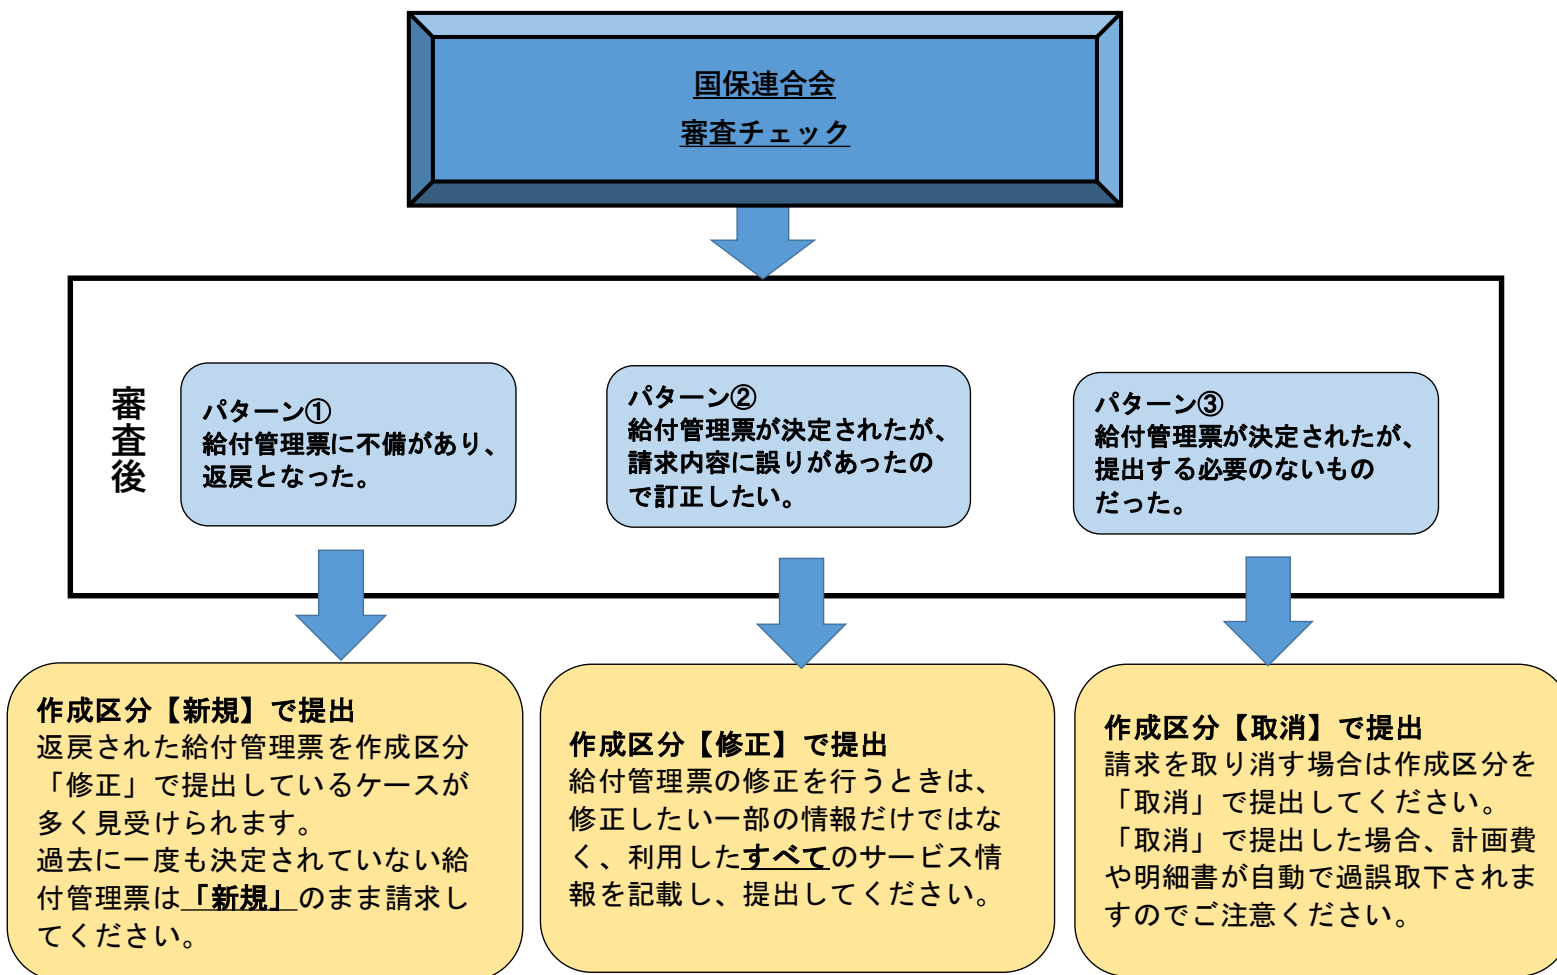 国保連合会
審査チェック
審査後
パターン①
給付管理票に不備があり、
返戻となった。
パターン②
給付管理票が決定されたが、
請求内容に誤りがあったの
で訂正したい。
パターン③
給付管理票が決定されたが、
提出する必要のないもの
だった。
作成区分【新規】で提出
返戻された給付管理票を作成区分
「修正」で提出しているケースが
多く見受けられます。
過去に一度も決定されていない給
付管理票は「新規」のまま請求し
てください。
作成区分【修正】で提出
給付管理票の修正を行うときは、
修正したい一部の情報だけではな
く、利用したすべてのサービス情
報を記載し、提出してください。
作成区分【取消】で提出
請求を取り消す場合は作成区分を
「取消」で提出してください。
「取消」で提出した場合、計画費
や明細書が自動で過誤取下されま
すのでご注意ください。